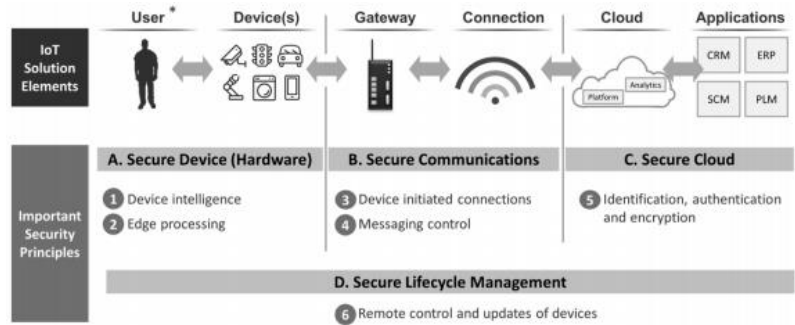 User *
Device(s)
Gateway
Connection
Cloud
Applications
IoT
Solution
Elements
Platform
Analytics
CRM
ERP
SCM
PLM
Important
Security
Principles
A. Secure Device (Hardware)
1 Device intelligence
2 Edge processing
B. Secure Communications
3 Device initiated connections
4 Messaging control
C. Secure Cloud
5 Identification, authentication
and encryption
D. Secure Lifecycle Management
6 Remote control and updates of devices